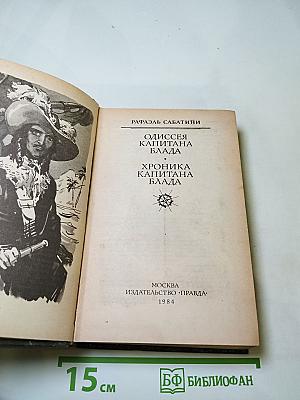 РАФАЭЛЬ САБАТИНИ
ОДИССЕЯ
КАПИТАНА
БЛАДА
•
ХРОНИКА
КАПИТАНА
БЛАДА
МОСКВА
ИЗДАТЕЛЬСТВО «ПРАВДА»
1984
15 см
БФ БИБЛИОФАН